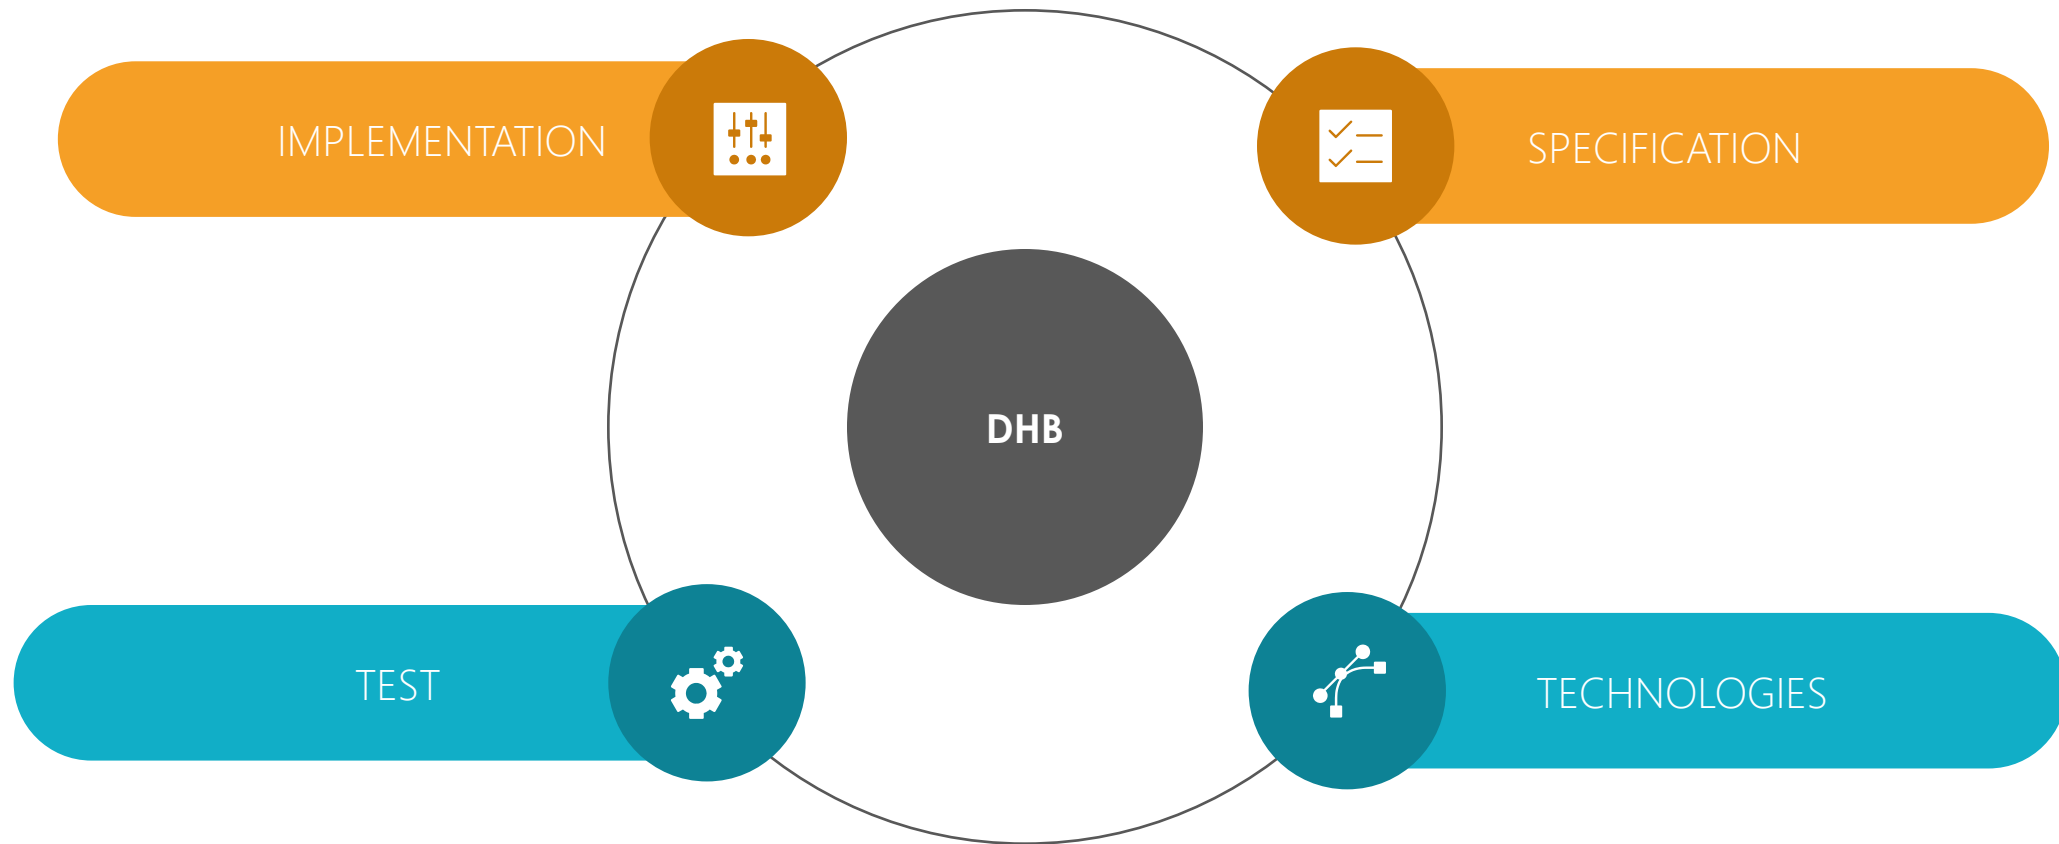 IMPLEMENTATION
SPECIFICATION
DHB
TEST
TECHNOLOGIES